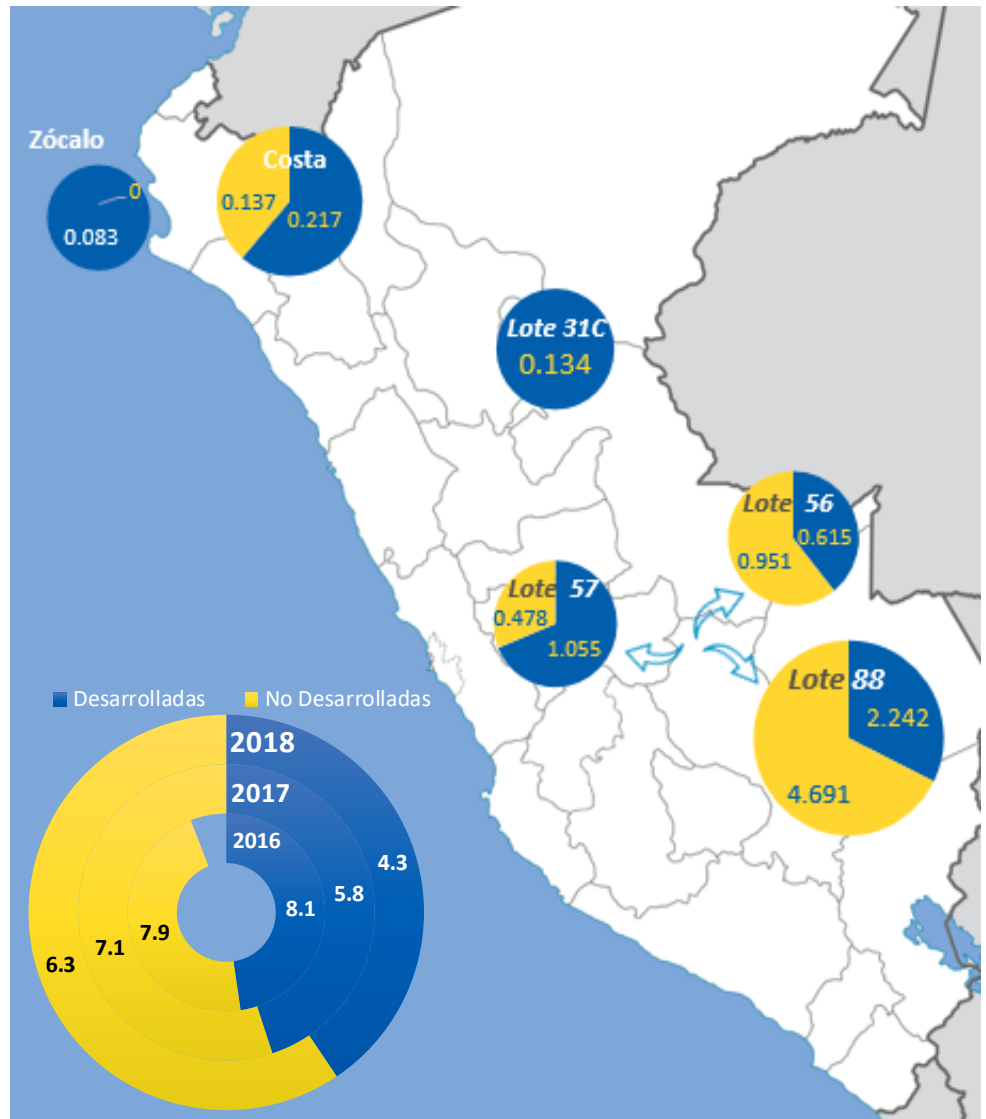 Zócalo
0
0.083
Costa
0.137
0.217
Lote 31C
0.134
Lote 56
0.615
0.951
Lote 57
0.478
1.055
Lote 88
2.242
4.691
Desarrolladas No Desarrolladas
2018
2017
2016
4.3
5.8
8.1
7.9
7.1
6.3